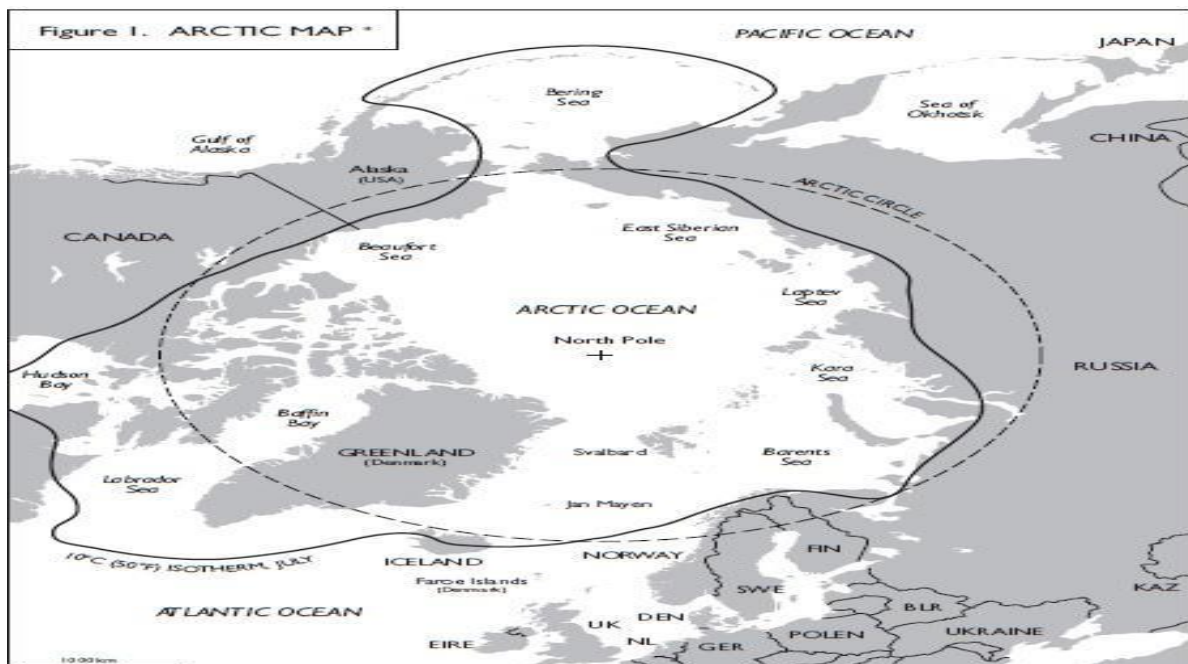 Figure 1. ARCTIC MAP *
PACIFIC OCEAN
JAPAN
Bering
Sea
Sea of
Okhotsk
Gulf of
Alaska
CHINA
Alaska
(USA)
ARCTIC CIRCLE
CANADA
Beaufort
Sea
East Siberian
Sea
Laptev
Sea
ARCTIC OCEAN
North Pole
Hudson
Bay
Kara
Sea
RUSSIA
Baffin
Bay
GREENLAND
(Denmark)
Svalbard
Barents
Sea
Labrador
Sea
Jan Mayen
10°C (50°F) ISOTHERM, JULY
ICELAND
NORWAY
FIN
Faroe Islands
(Denmark)
SWE
KAZ
ATLANTIC OCEAN
UK
DEN
BLR
EIRE
NL
GER
POLEN
UKRAINE
1000 km